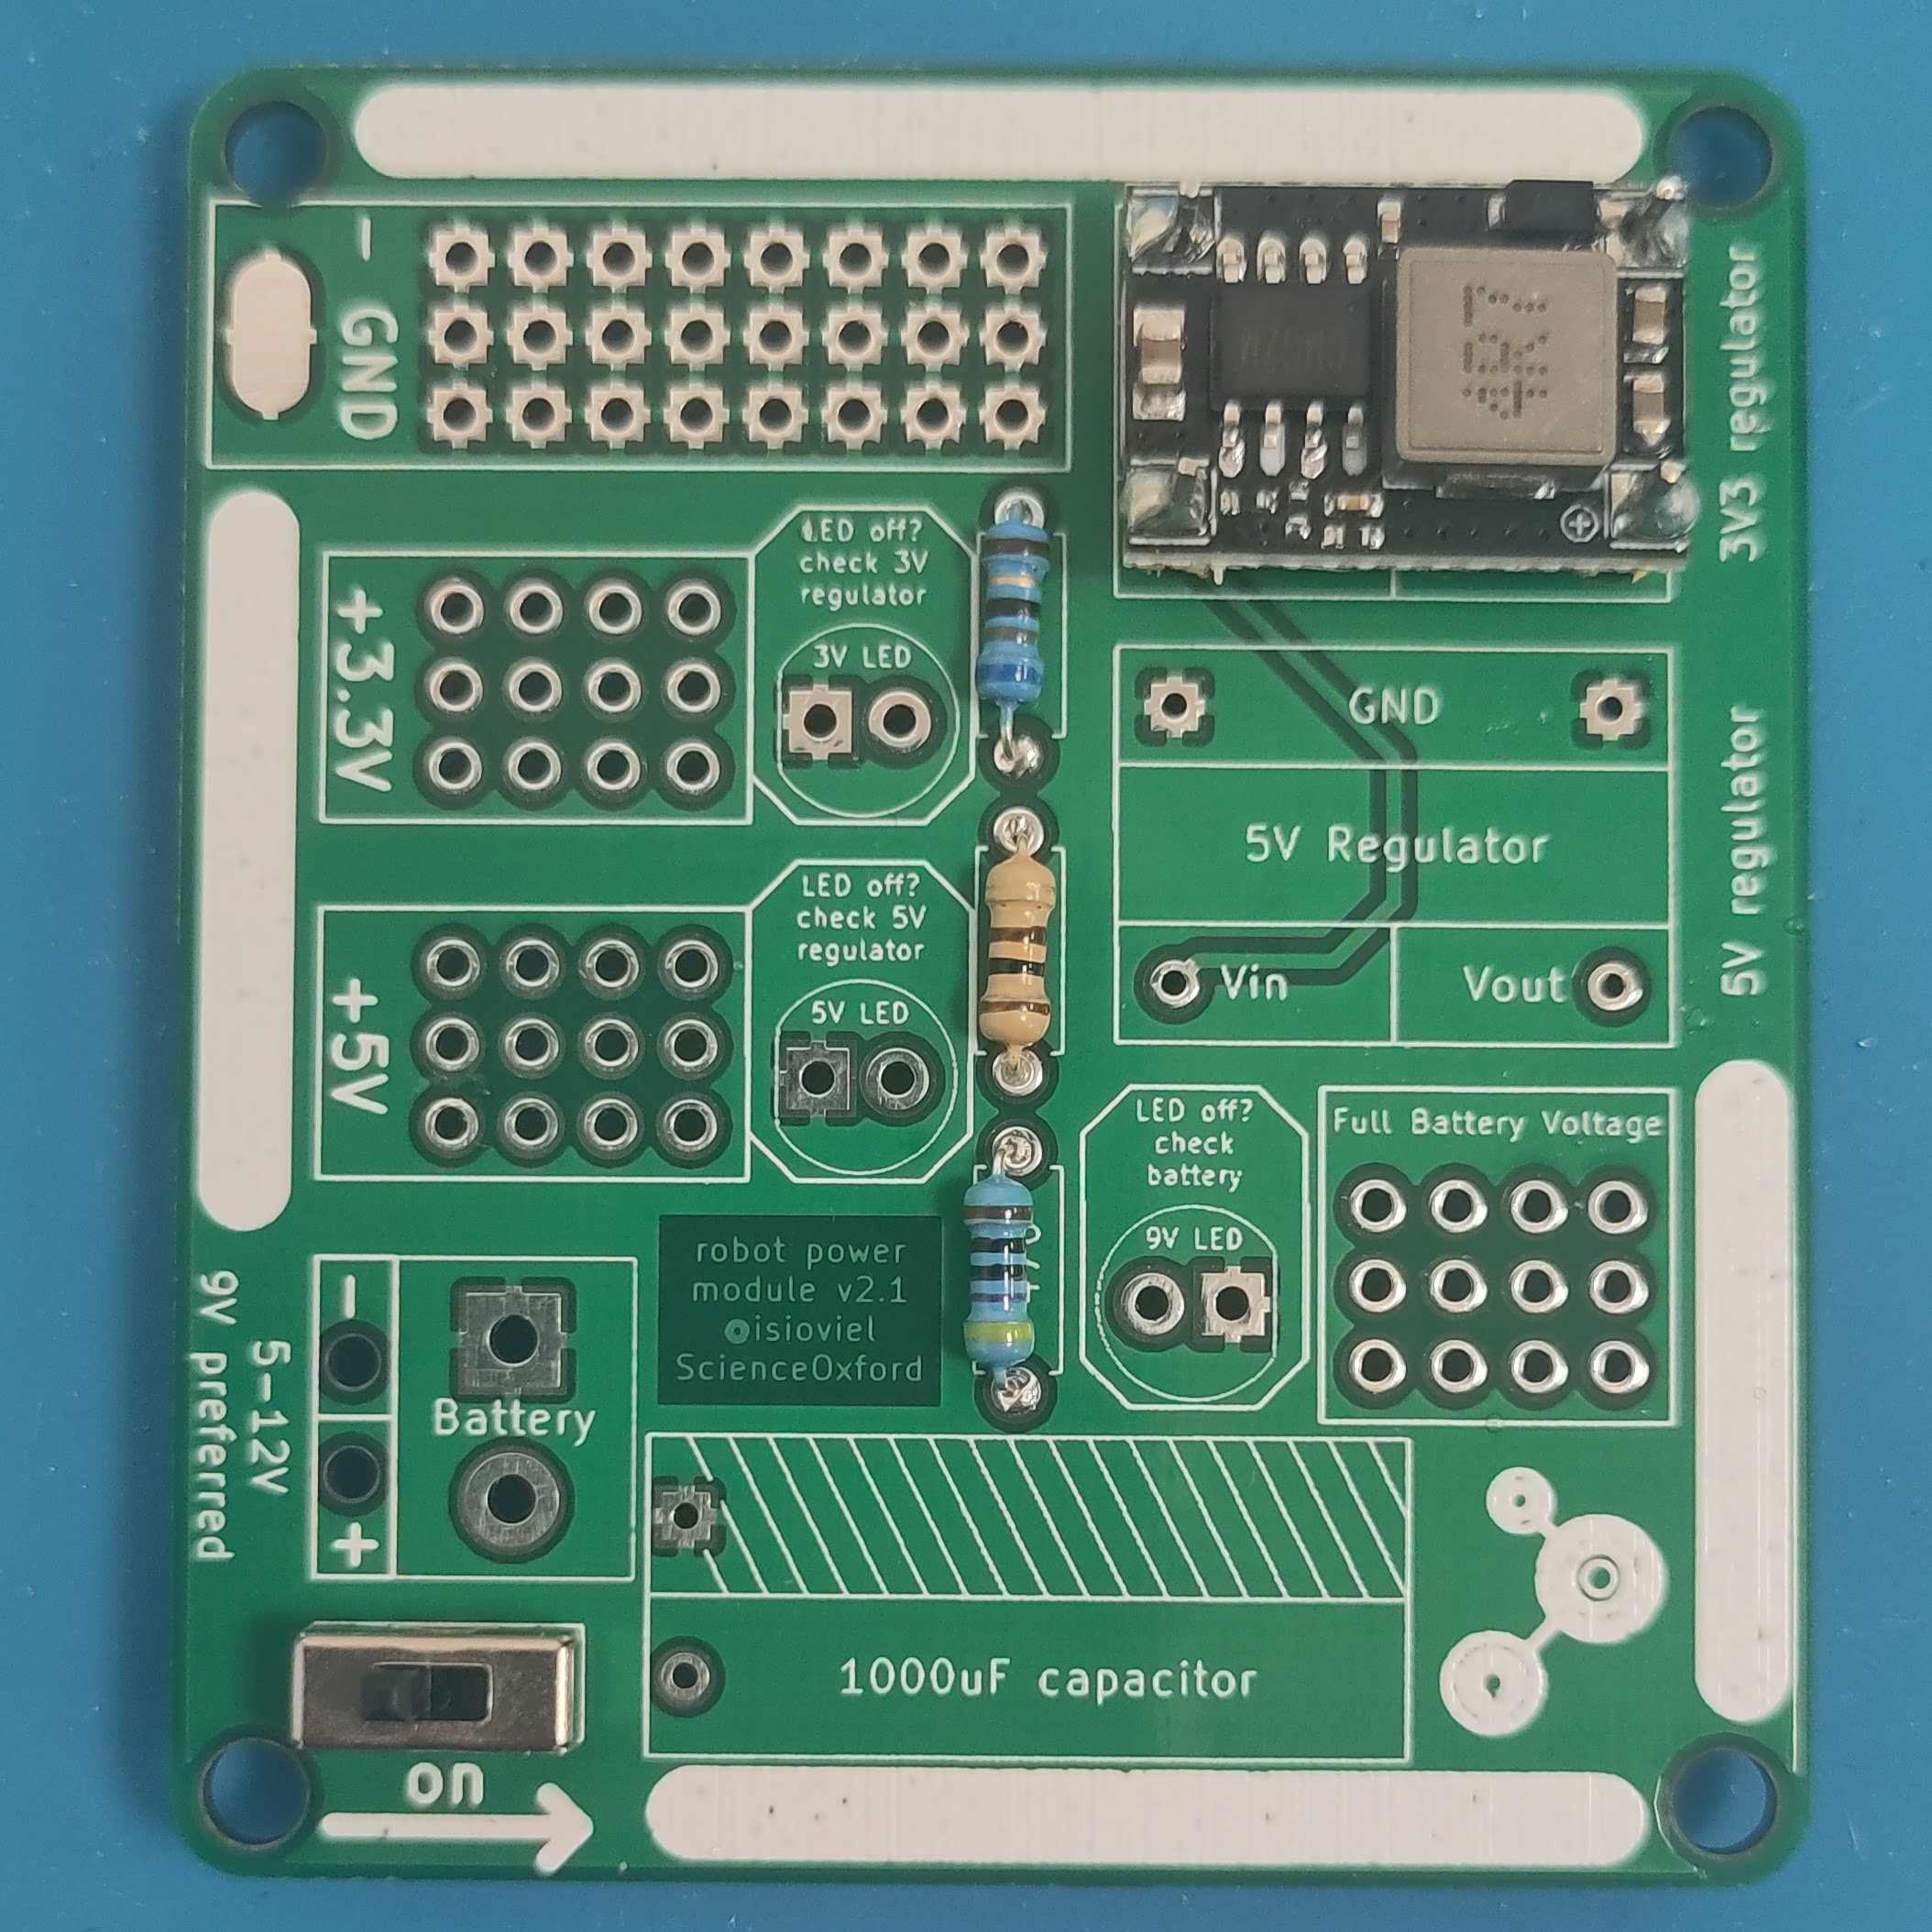 - GND
4R7
3V3 regulator
LED off?
check 3V
regulator
3V LED
+3.3V
GND
5V Regulator
Vin
Vout
5V regulator
LED off?
check 5V
regulator
5V LED
+5V
LED off?
check
battery
9V LED
Full Battery Voltage
robot power
module v2.1
@isioviel
ScienceOxford
5-12V
9V preferred
-
+
Battery
1000uF capacitor
on